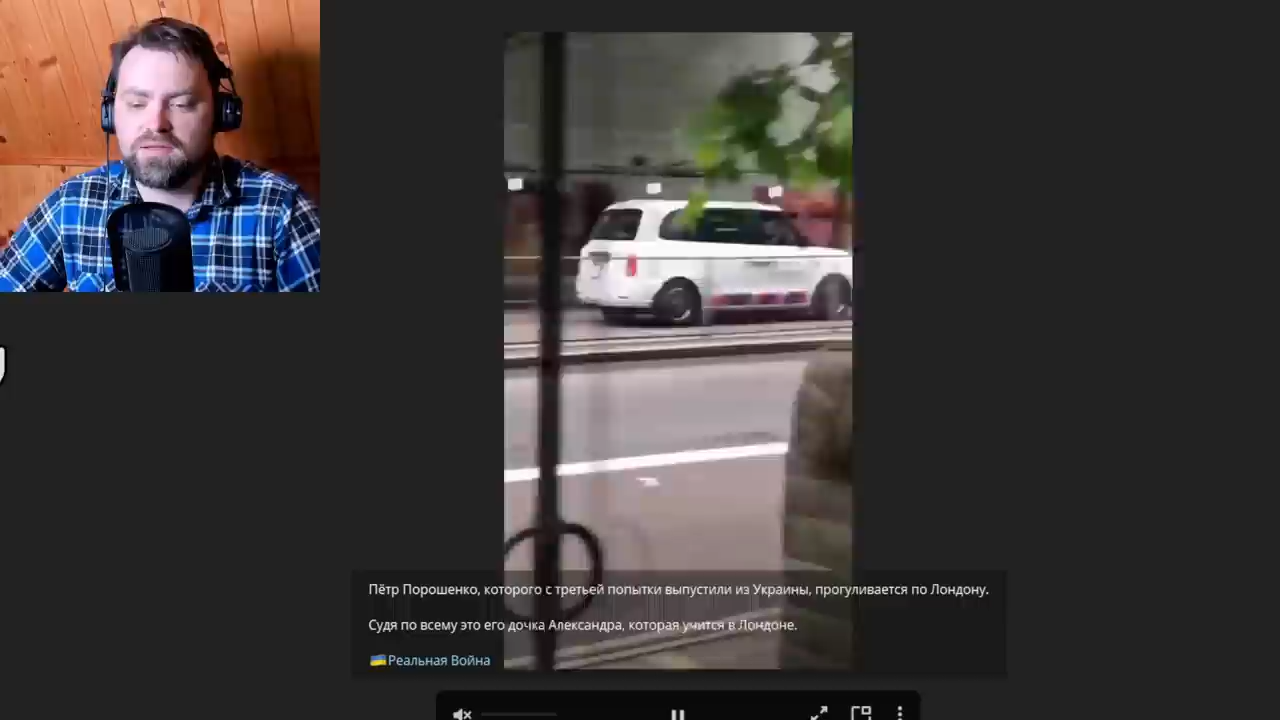 Пётр Порошенко, которого с третьей попытки выпустили из Украины, прогуливается по Лондону.
Судя по всему это его дочка Александра, которая учится в Лондоне.
🇺🇦Реальная Война